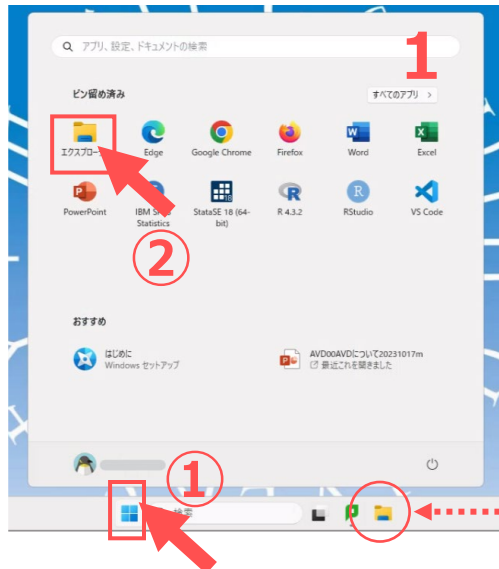 アプリ、設定、ドキュメントの検索
1
ピン留め済み
すべてのアプリ >
エクスプロー
Edge
Google Chrome
Firefox
Word
Excel
PowerPoint
IBM S
Statistics
StataSE 18 (64-
bit)
R 4.3.2
RStudio
VS Code
②
おすすめ
はじめに
Windows セットアップ
AVD00AVDについて20231017m
最近これを開きました
①
検索